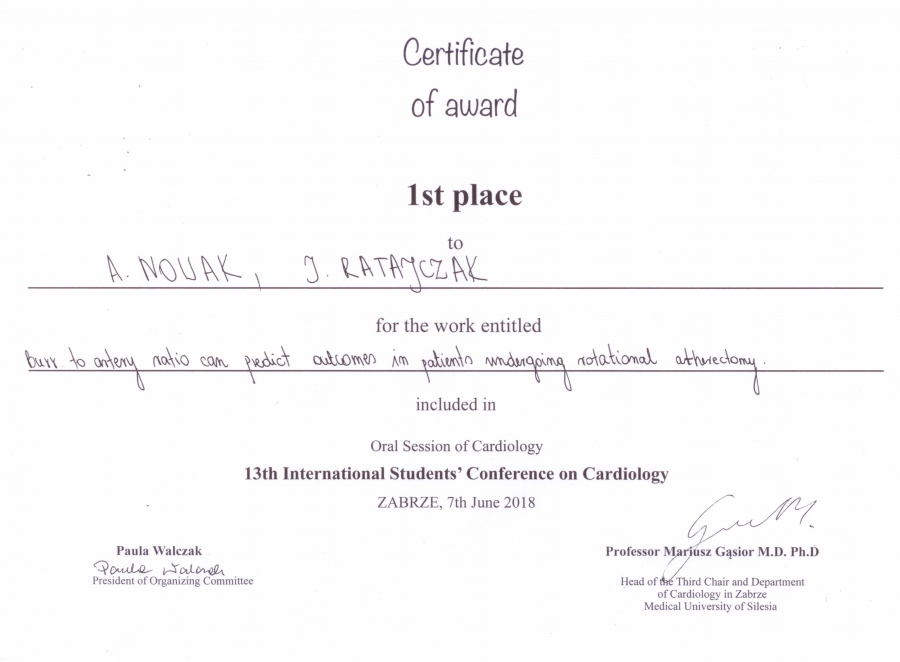 Certificate
of award
1st place
to
A. NOWAK, J. RATAJCZAK
for the work entitled
burr to artery ratio can predict outcomes in patients undergoing rotational atherectomy.
included in
Oral Session of Cardiology
13th International Students' Conference on Cardiology
ZABRZE, 7th June 2018
Paula Walczak
Paula Walczak
President of Organizing Committee
Professor Mariusz Gąsior M.D. Ph.D
Head of the Third Chair and Department
of Cardiology in Zabrze
Medical University of Silesia